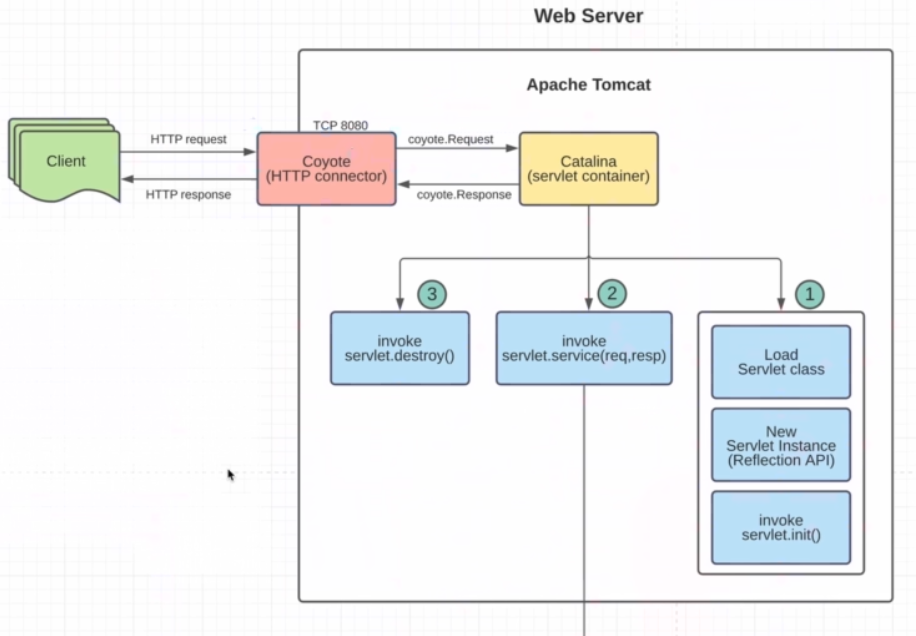 Web Server
Apache Tomcat
TCP 8080
HTTP request
coyote.Request
Client
Coyote
(HTTP connector)
Catalina
(servlet container)
HTTP response
coyote.Response
3
2
1
invoke
servlet.destroy()
invoke
servlet.service(req,resp)
Load
Servlet class
New
Servlet Instance
(Reflection API)
invoke
servlet.init()